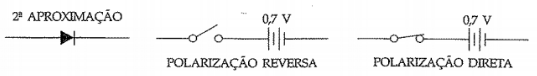 2ª APROXIMAÇÃO
0,7 V
0,7 V
POLARIZAÇÃO REVERSA
POLARIZAÇÃO DIRETA